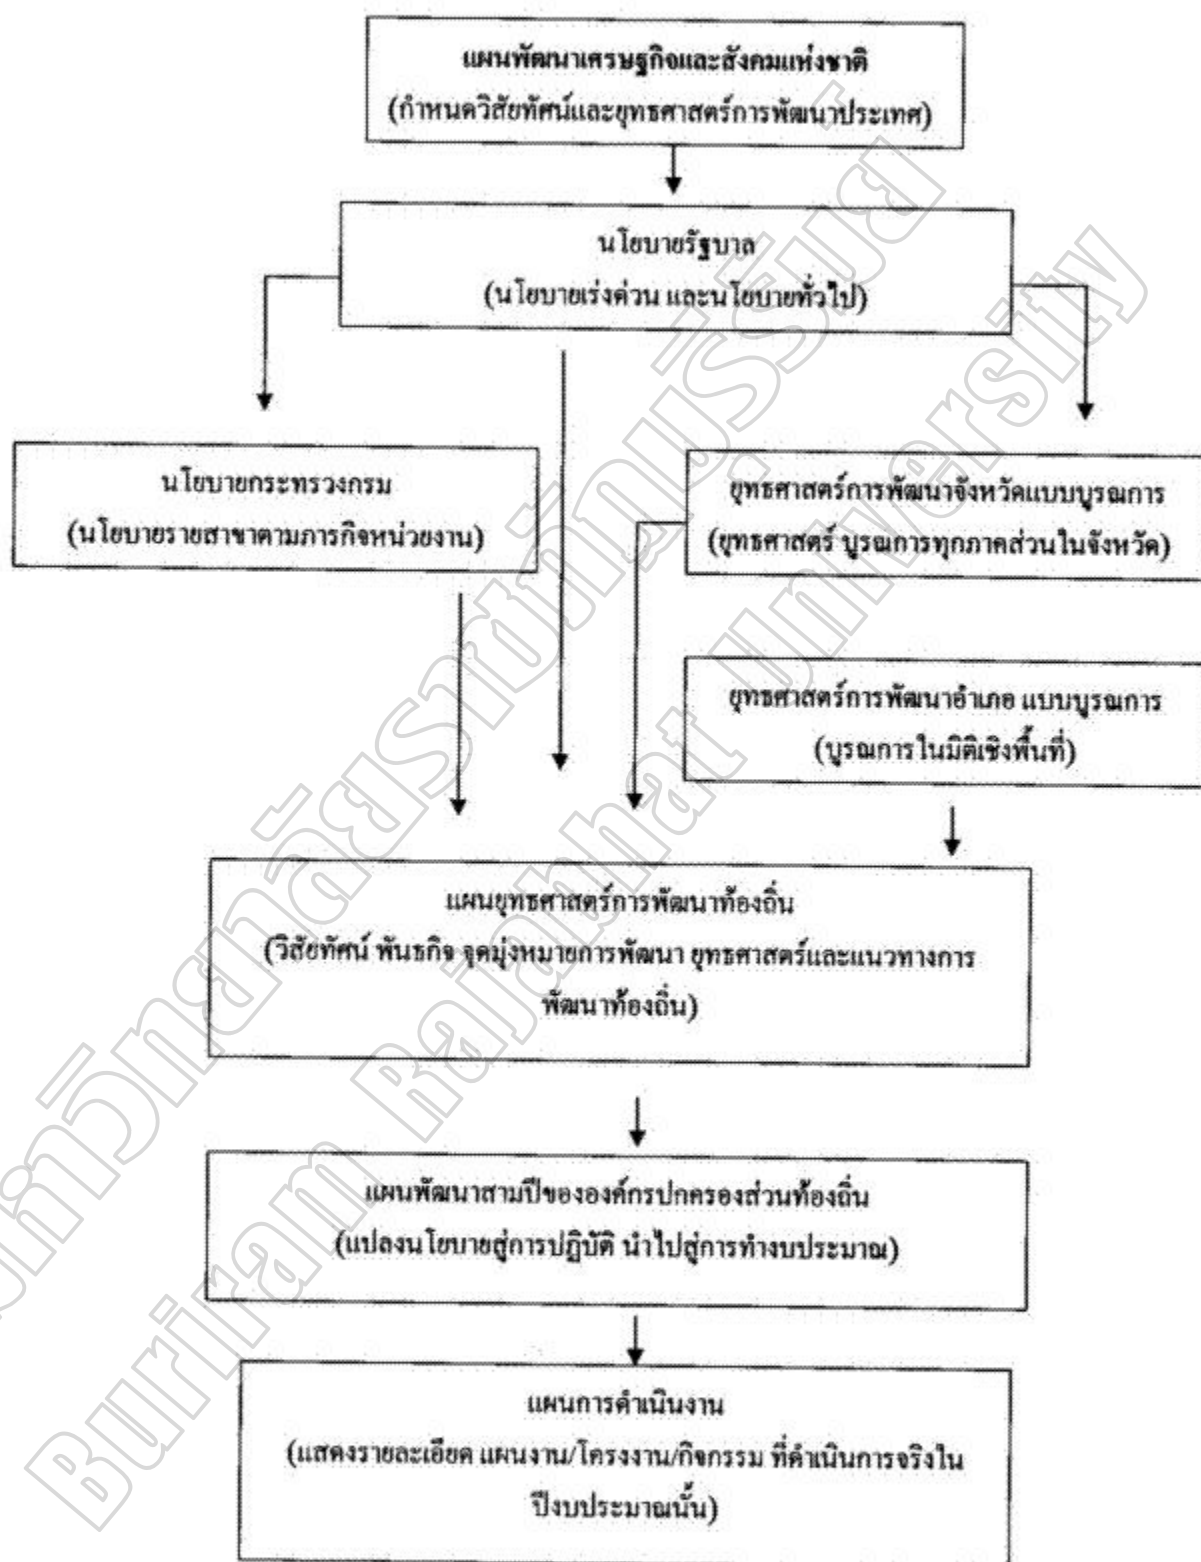 แผนพัฒนาเศรษฐกิจและสังคมแห่งชาติ
(กำหนดวิสัยทัศน์และยุทธศาสตร์การพัฒนาประเทศ)
นโยบายรัฐบาล
(นโยบายเร่งด่วน และนโยบายทั่วไป)
นโยบายกระทรวงกรม
(นโยบายรายสาขาตามภารกิจหน่วยงาน)
ยุทธศาสตร์การพัฒนาจังหวัดแบบบูรณการ
(ยุทธศาสตร์ บูรณการทุกภาคส่วนในจังหวัด)
ยุทธศาสตร์การพัฒนาอำเภอ แบบบูรณการ
(บูรณการในมิติเชิงพื้นที่)
แผนยุทธศาสตร์การพัฒนาท้องถิ่น
(วิสัยทัศน์ พันธกิจ จุดมุ่งหมายการพัฒนา ยุทธศาสตร์และแนวทางการ
พัฒนาท้องถิ่น)
แผนพัฒนาสามปีขององค์กรปกครองส่วนท้องถิ่น
(แปลงนโยบายสู่การปฏิบัติ นำไปสู่การทำงบประมาณ)
แผนการดำเนินงาน
(แสดงรายละเอียด แผนงาน/โครงงาน/กิจกรรม ที่ดำเนินการจริงใน
ปีงบประมาณนั้น)
Buriram Rajabhat University